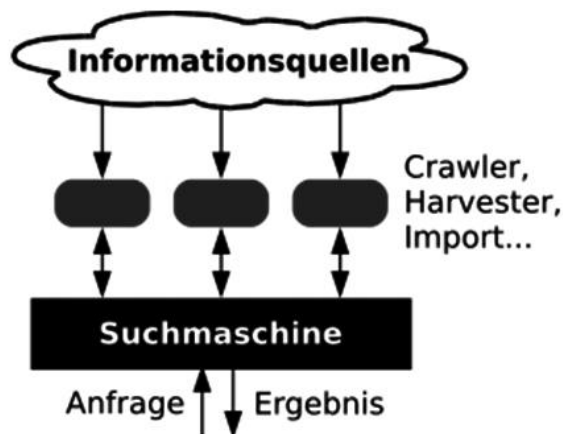 Informationsquellen
Crawler,
Harvester,
Import...
Suchmaschine
Anfrage
Ergebnis